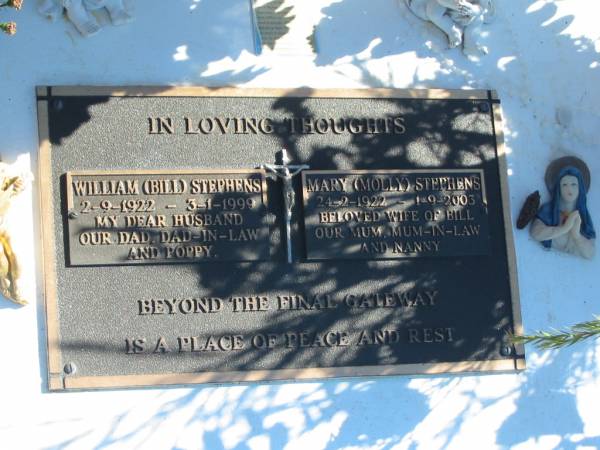 IN LOVING THOUGHTS
WILLIAM (BILL) STEPHENS
2-9-1922 - 3-1-1999
MY DEAR HUSBAND
OUR DAD, DAD-IN-LAW
AND POPPY.
MARY (MOLLY) STEPHENS
24-2-1922 - 1-9-2003
BELOVED WIFE OF BILL
OUR MUM, MUM-IN-LAW
AND NANNY
BEYOND THE FINAL GATEWAY
IS A PLACE OF PEACE AND REST